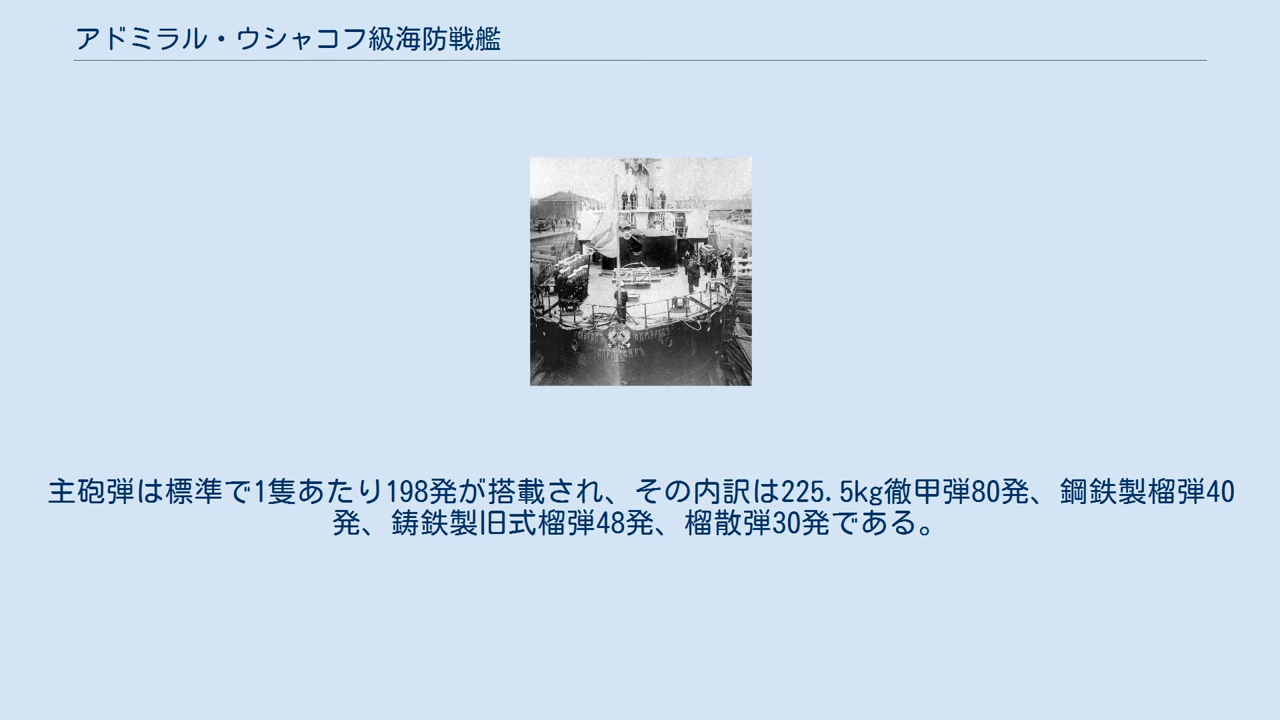 アドミラル・ウシャコフ級海防戦艦
主砲弾は標準で1隻あたり198発が搭載され、その内訳は225.5kg徹甲弾80発、鋼鉄製榴弾40
発、鋳鉄製旧式榴弾48発、榴散弾30発である。